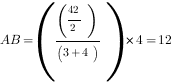 AB = ( (42/2) / (3+4) ) × 4 = 12